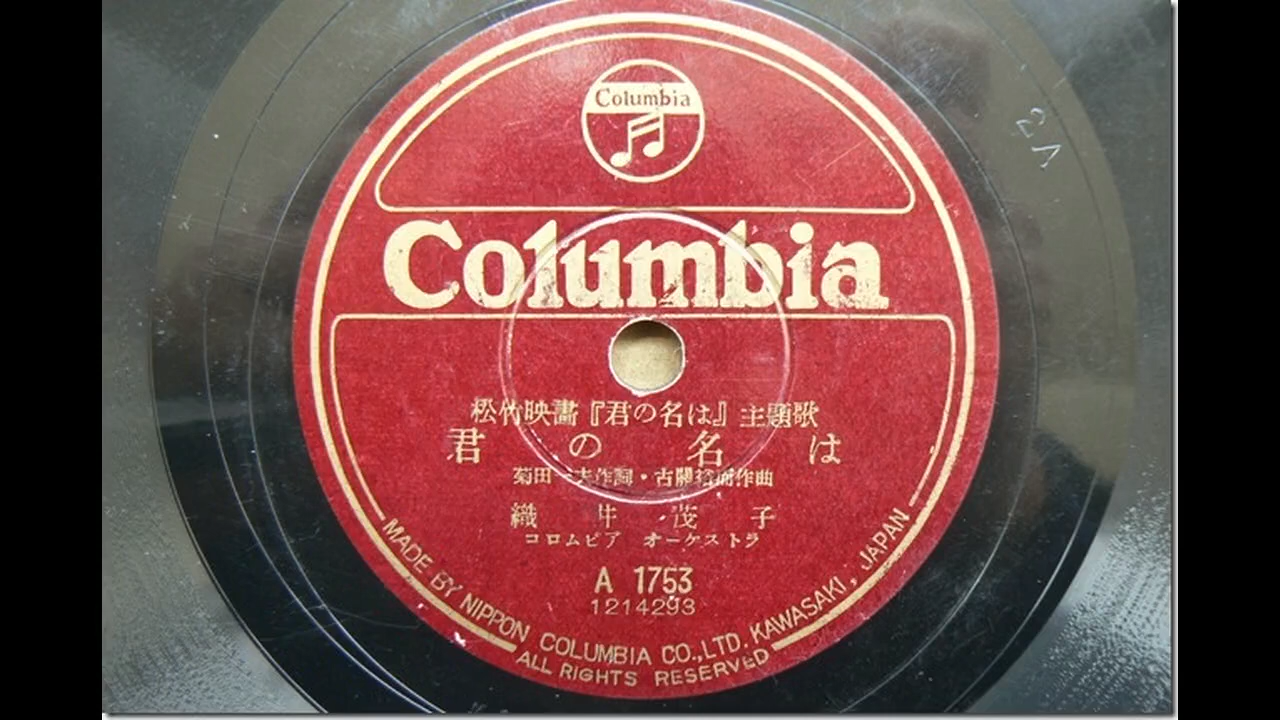 Columbia
2A
Columbia
松竹映畫『君の名は』主題歌
君の名は
菊田一夫作詞・古關裕而作曲
織井茂子
コロムビア オーケストラ
A 1753
1214293
MADE BY NIPPON COLUMBIA CO.,LTD. KAWASAKI, JAPAN
ALL RIGHTS RESERVED